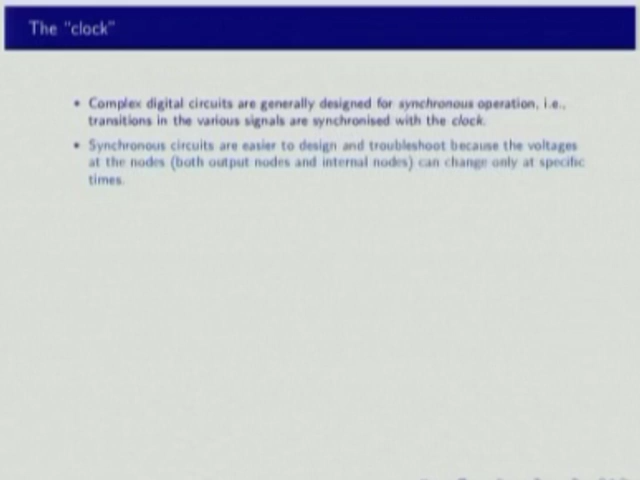 The "clock"
• Complex digital circuits are generally designed for synchronous operation, i.e.,
transitions in the various signals are synchronised with the clock.
• Synchronous circuits are easier to design and troubleshoot because the voltages
at the nodes (both output nodes and internal nodes) can change only at specific
times.